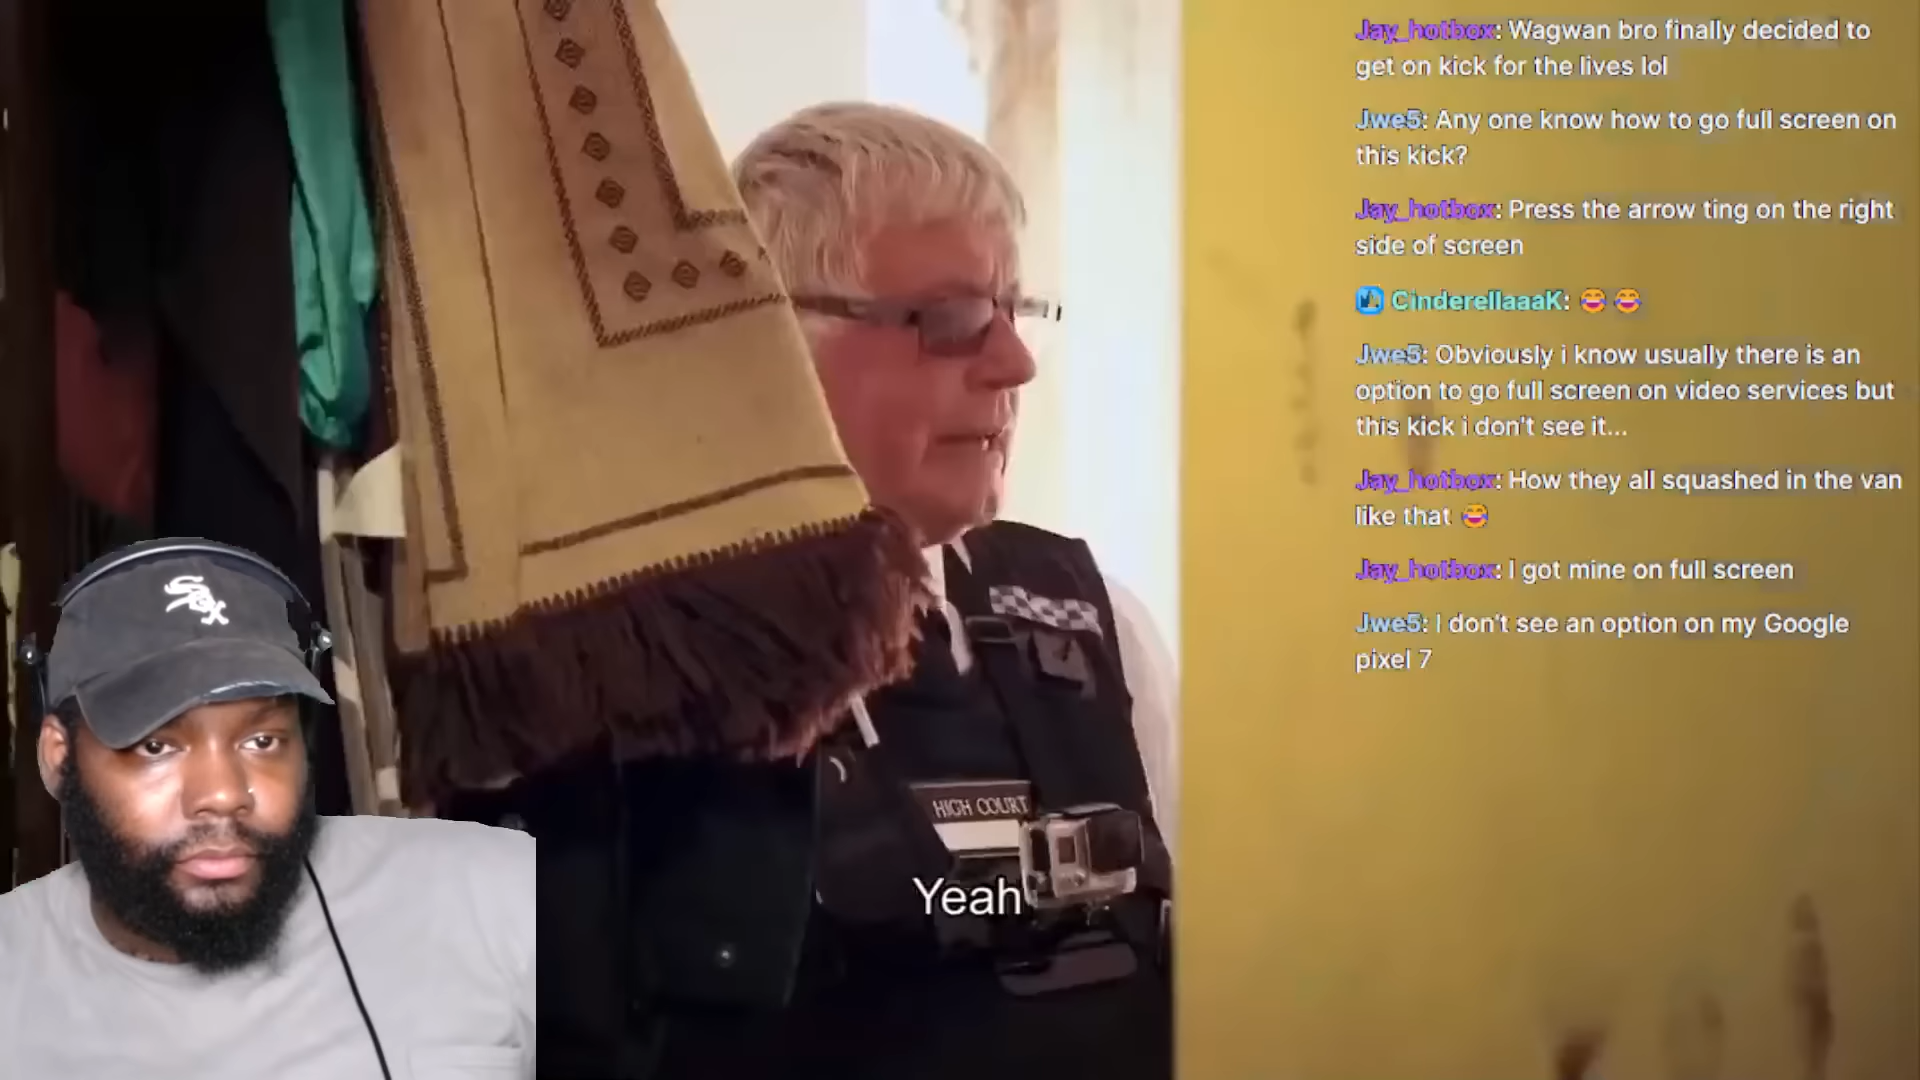 Jay_hotbox: Wagwan bro finally decided to
get on kick for the lives lol
Jwe5: Any one know how to go full screen on
this kick?
Jay_hotbox: Press the arrow ting on the right
side of screen
CinderellaaaK: 😂 😂
Jwe5: Obviously i know usually there is an
option to go full screen on video services but
this kick i don't see it...
Jay_hotbox: How they all squashed in the van
like that 😂
Jay_hotbox: I got mine on full screen
Jwe5: I don't see an option on my Google
pixel 7
Sox
HIGH COURT
Yeah